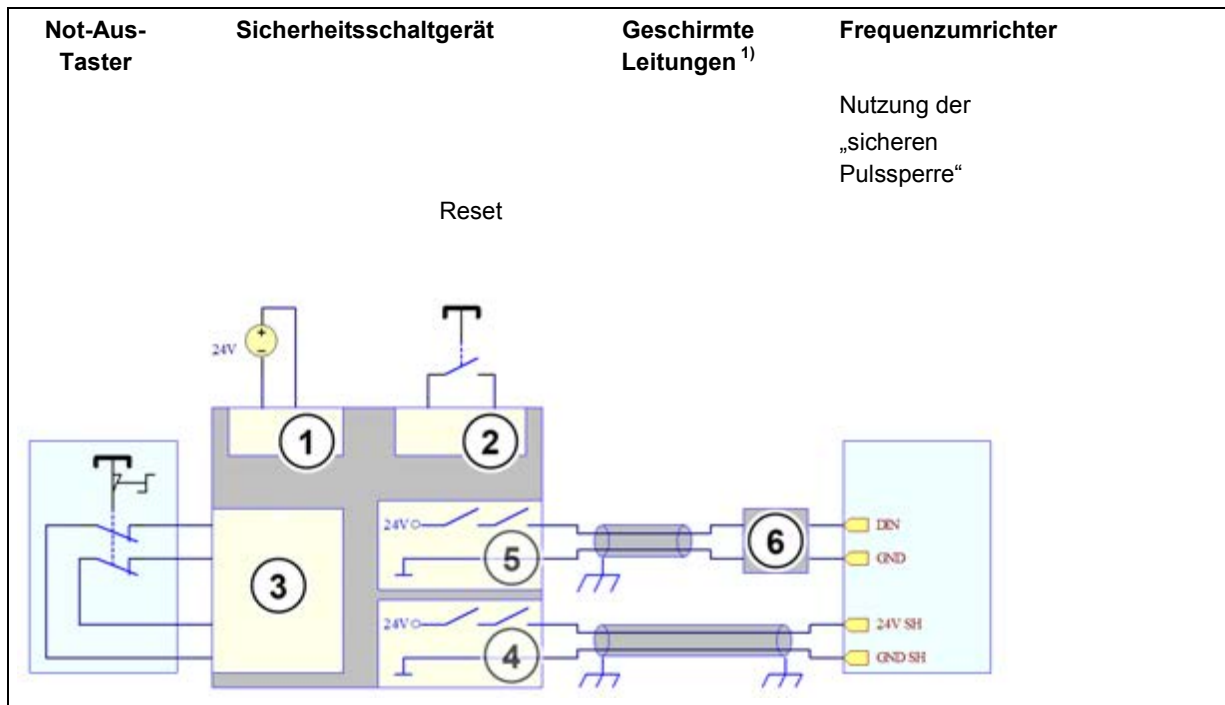 Not-Aus-
Taster
Sicherheitsschaltgerät
Geschirmte
Leitungen 1)
Frequenzumrichter
Nutzung der
„sicheren
Pulssperre“
Reset
24V
1
2
3
24V
5
6
DIN
GND
24V
4
24V SH
GND SH